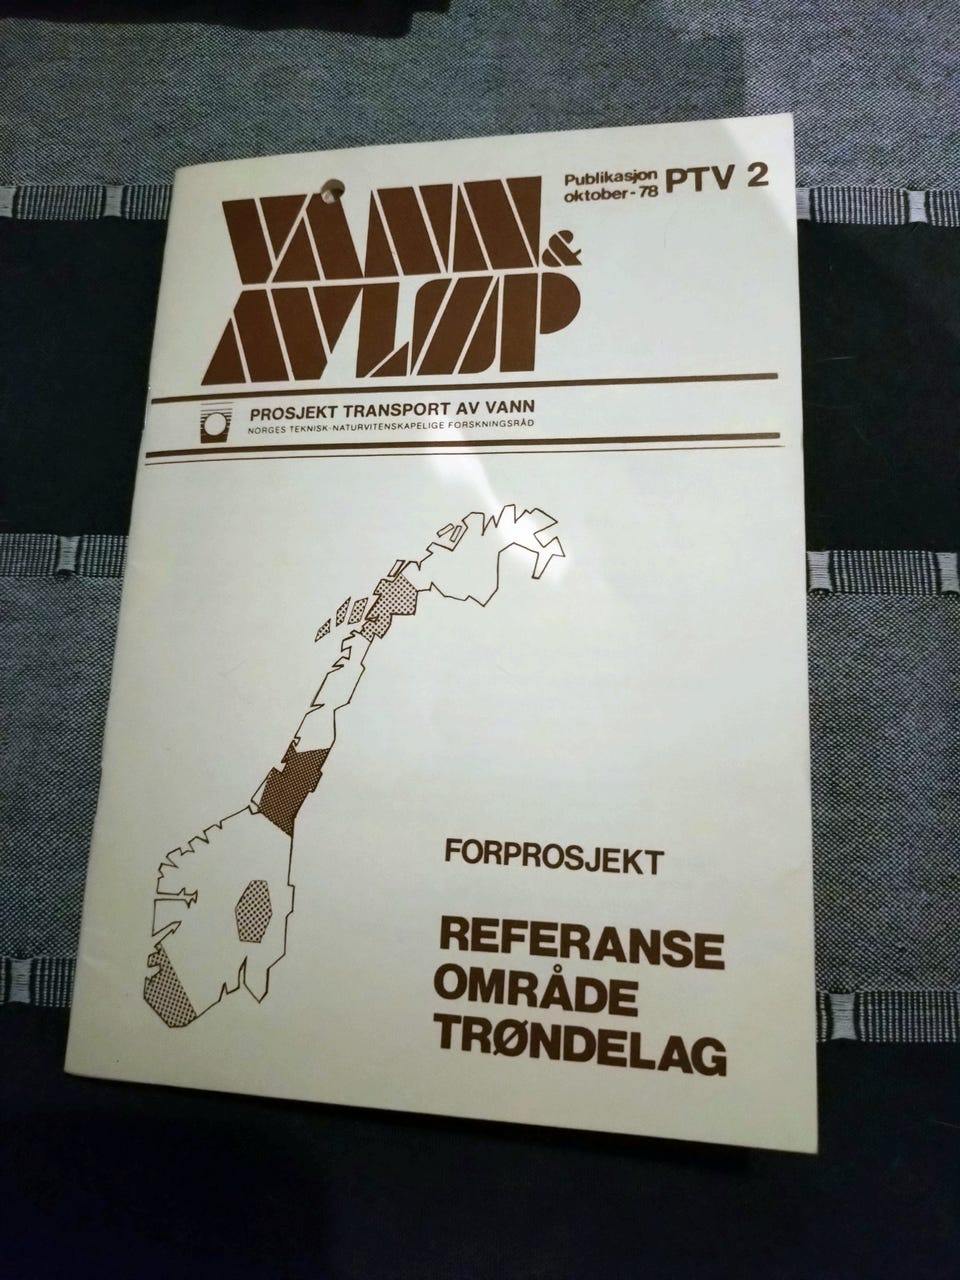 VANN &
AVLØP
Publikasjon
oktober - 78
PTV 2
PROSJEKT TRANSPORT AV VANN
NORGES TEKNISK-NATURVITENSKAPELIGE FORSKNINGSRÅD
FORPROSJEKT
REFERANSE
OMRÅDE
TRØNDELAG